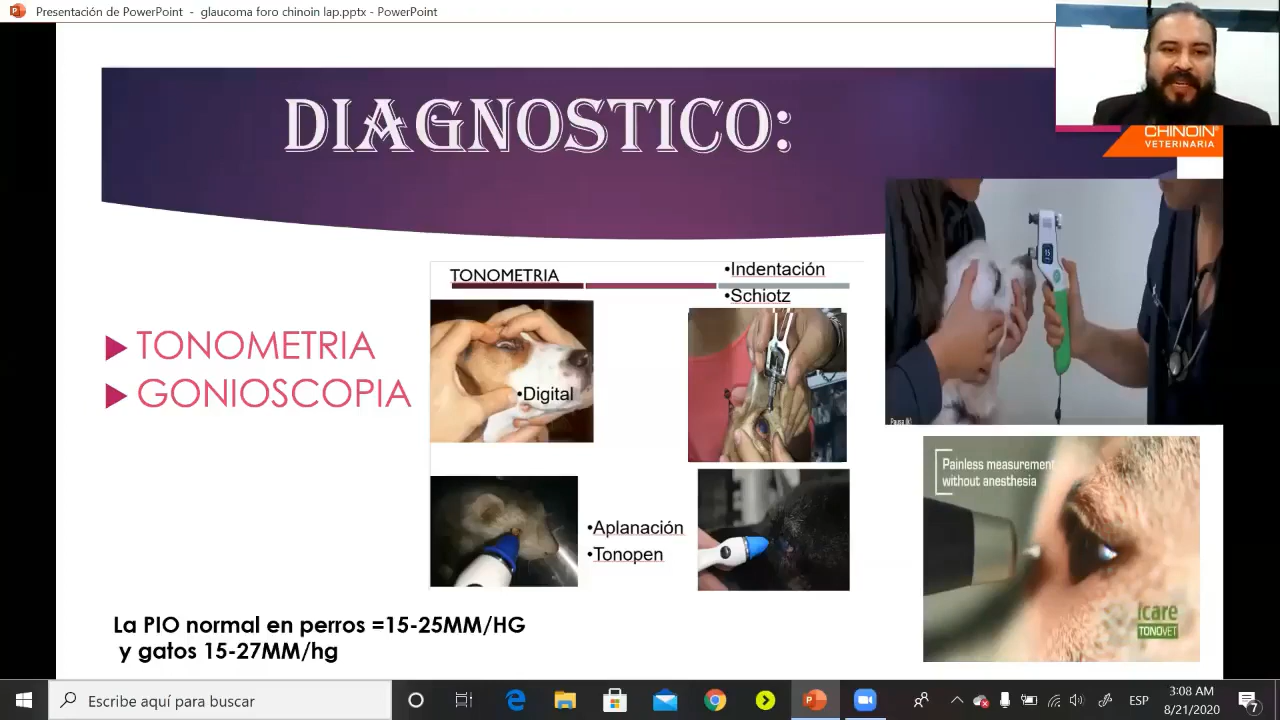 Presentación de PowerPoint - glaucoma foro chinoin lap.pptx - PowerPoint
DIAGNOSTICO:
CHINOIN®
VETERINARIA
TONOMETRIA
•Indentación
•Schiotz
▶ TONOMETRIA
▶ GONIOSCOPIA
•Digital
15
Painless measurement
without anesthesia
•Aplanación
•Tonopen
icare
TONOVET
La PIO normal en perros =15-25MM/HG
y gatos 15-27MM/hg
Escribe aquí para buscar
ESP
3:08 AM
8/21/2020
7